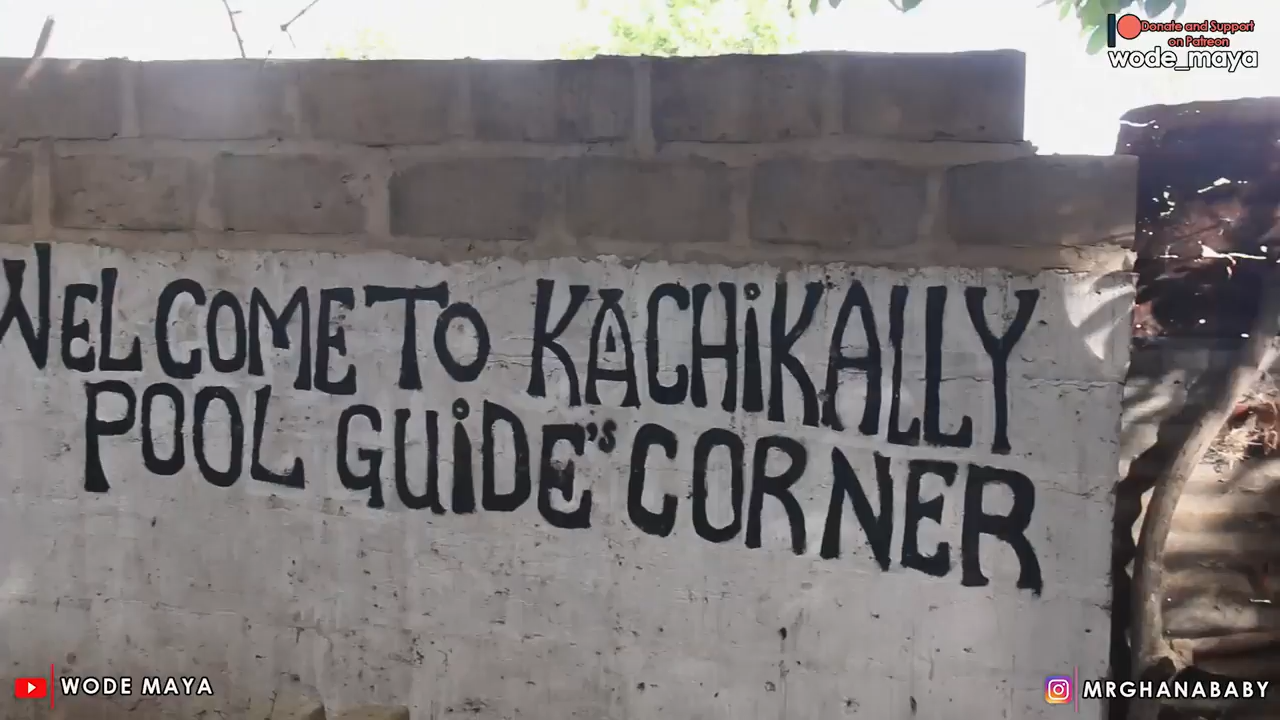 Donate and Support
on Patreon
wode_maya
WELCOME TO KACHiKALLY
POOL GUiDE's CORNER
WODE MAYA
MRGHANABABY